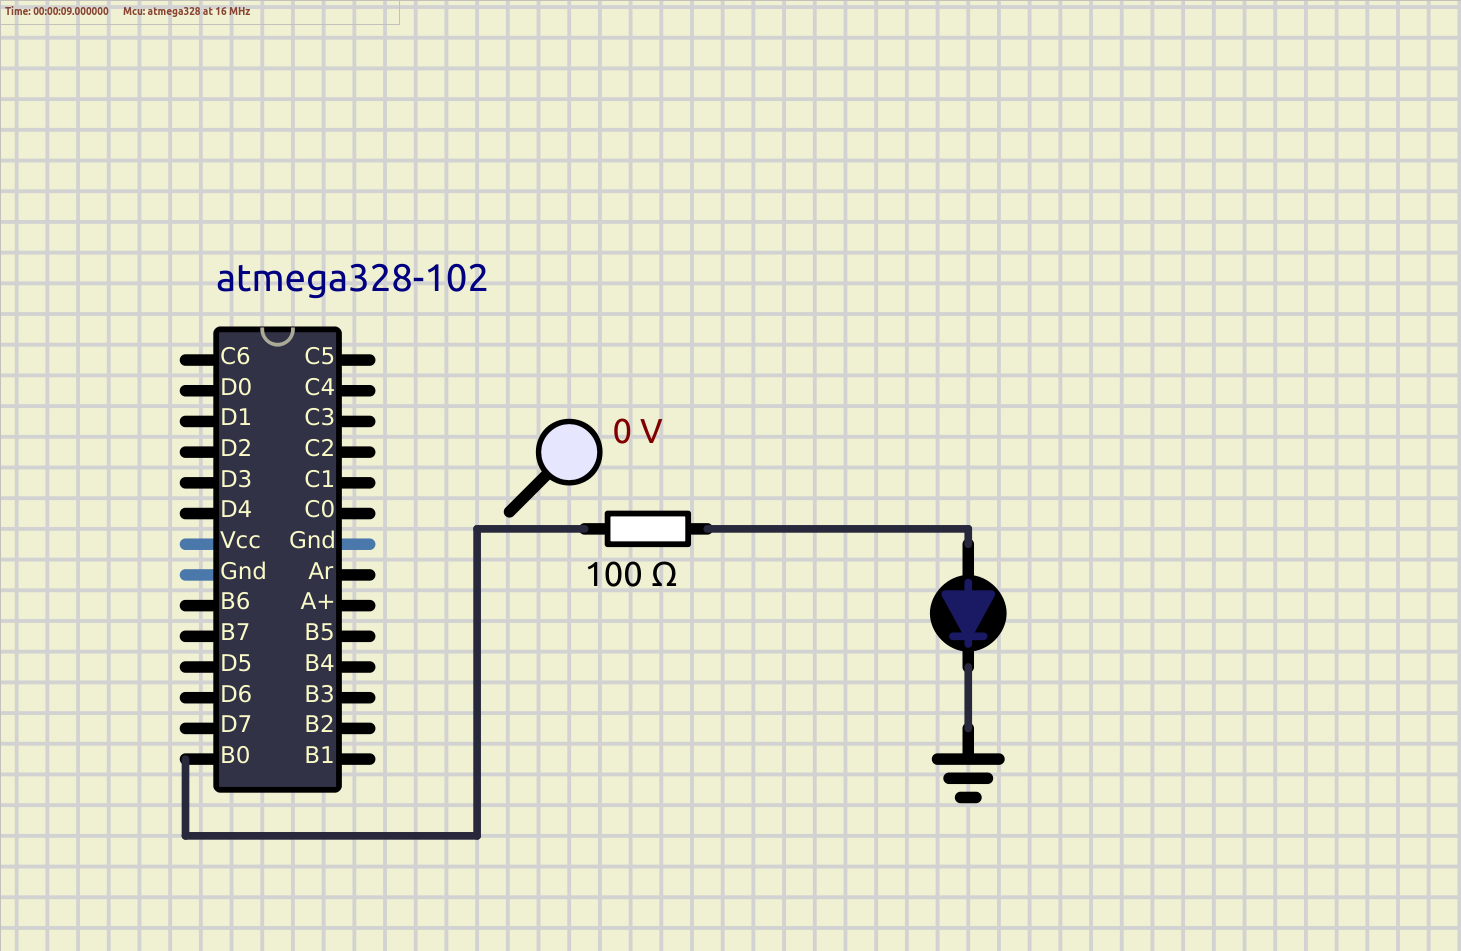 Time: 00:00:09.000000 Mcu: atmega328 at 16 MHz
atmega328-102
C6 C5
D0 C4
D1 C3
D2 C2
D3 C1
D4 C0
Vcc Gnd
Gnd Ar
B6 A+
B7 B5
D5 B4
D6 B3
D7 B2
B0 B1
0 V
100 Ω